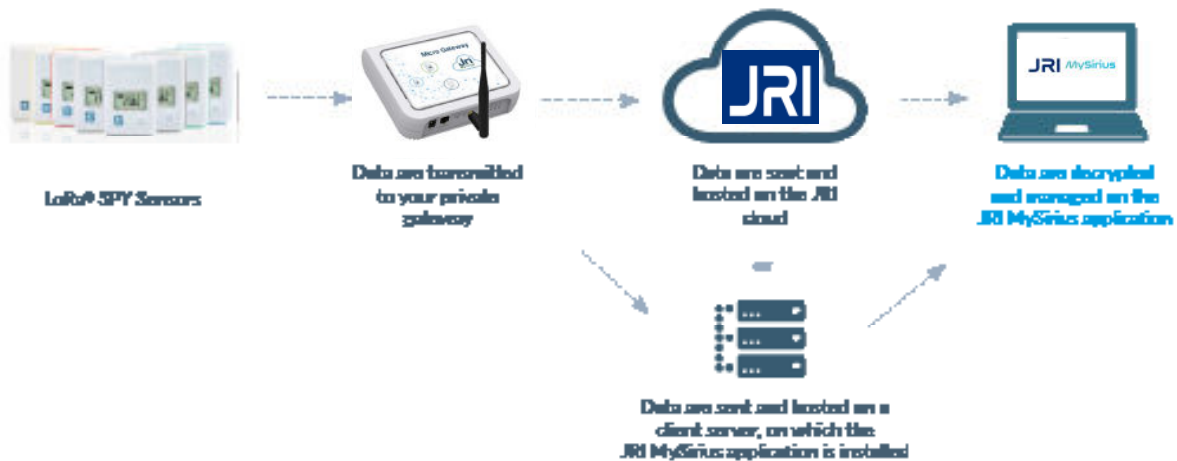 Micro Gateway
jri
JRI
JRI MySirius
LoRa® SPY Sensors
Data are transmitted
to your private
gateway
Data are sent and
hosted on the JRI
cloud
Data are decrypted
and managed on the
JRI MySirius application
or
Data are sent and hosted on a
client server, on which the
JRI MySirius application is installed